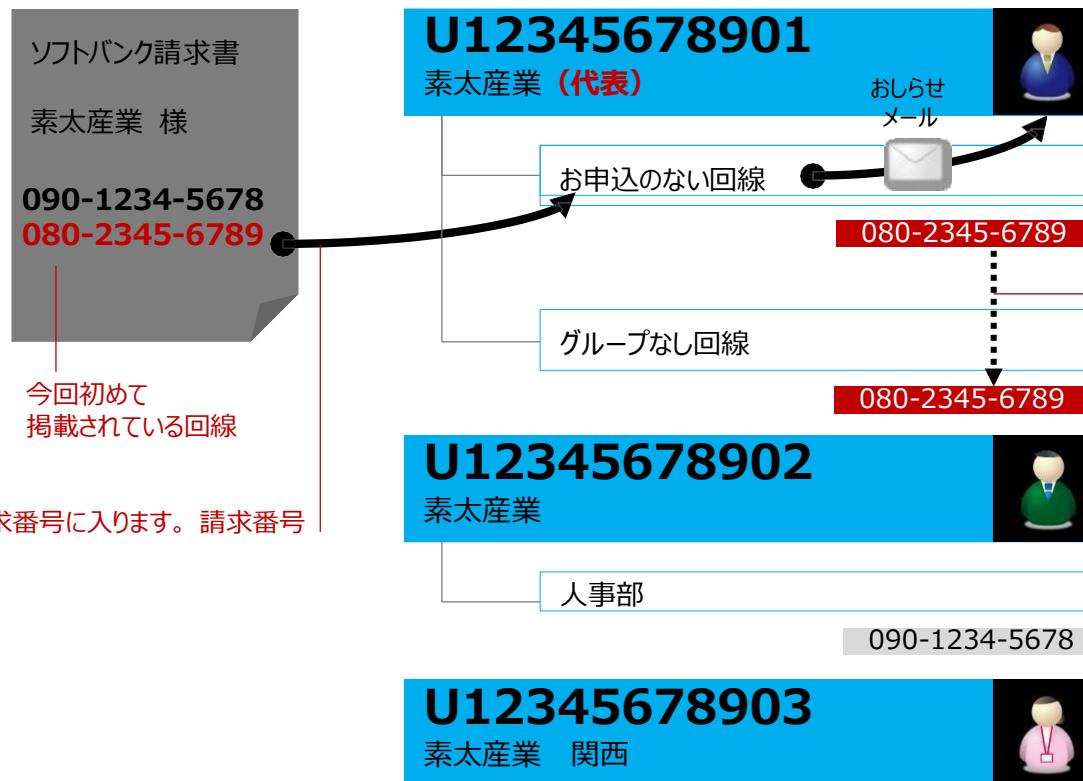 ソフトバンク請求書
素太産業 様
090-1234-5678
080-2345-6789
今回初めて
掲載されている回線
求番号に入ります。請求番号
U12345678901
素太産業（代表）
おしらせ
メール
お申込のない回線
080-2345-6789
グループなし回線
080-2345-6789
U12345678902
素太産業
人事部
090-1234-5678
U12345678903
素太産業　関西